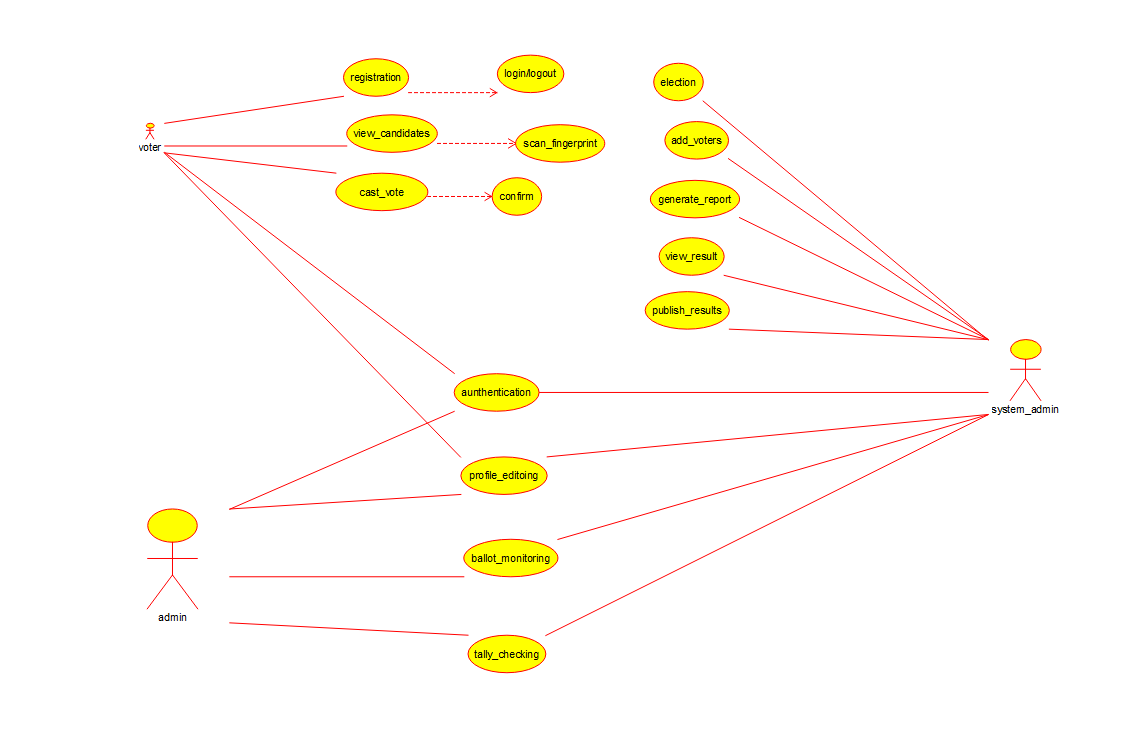 registration
login/logout
election
voter
view_candidates
scan_fingerprint
add_voters
cast_vote
confirm
generate_report
view_result
publish_results
aunthentication
system_admin
profile_editoing
ballot_monitoring
admin
tally_checking